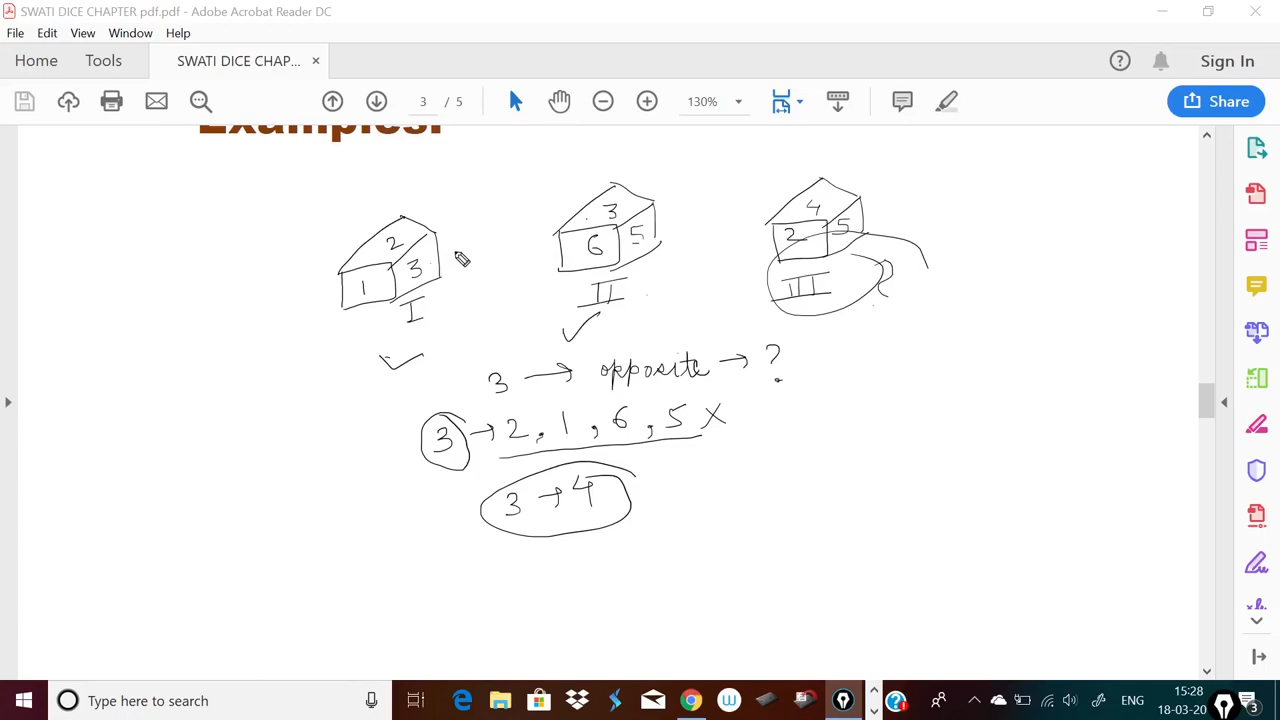 SWATI DICE CHAPTER pdf.pdf - Adobe Acrobat Reader DC
File Edit View Window Help
Home Tools SWATI DICE CHAP... × Sign In
3 / 5 130% Share
Examples:
2 3 4
1 3 6 5 2 5
I II III ?
3 → opposite → ?
3 → 2, 1, 6, 5 X
3 → 4
Type here to search
ENG 15:28
18-03-20 3